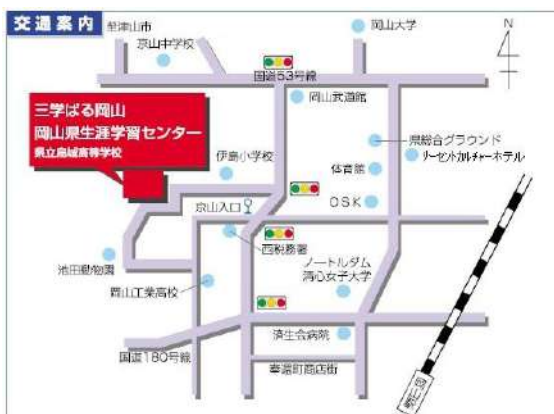 交通案内
至津山市
京山中学校
岡山大学
N
国道53号線
三学ぱる岡山
岡山県生涯学習センター
県立烏城高等学校
岡山武道館
伊島小学校
県総合グラウンド
リーセントカルチャーホテル
体育館
京山入口
OSK
西税務署
池田動物園
ノートルダム
清心女子大学
岡山工業高校
済生会病院
国道180号線
奉還町商店街